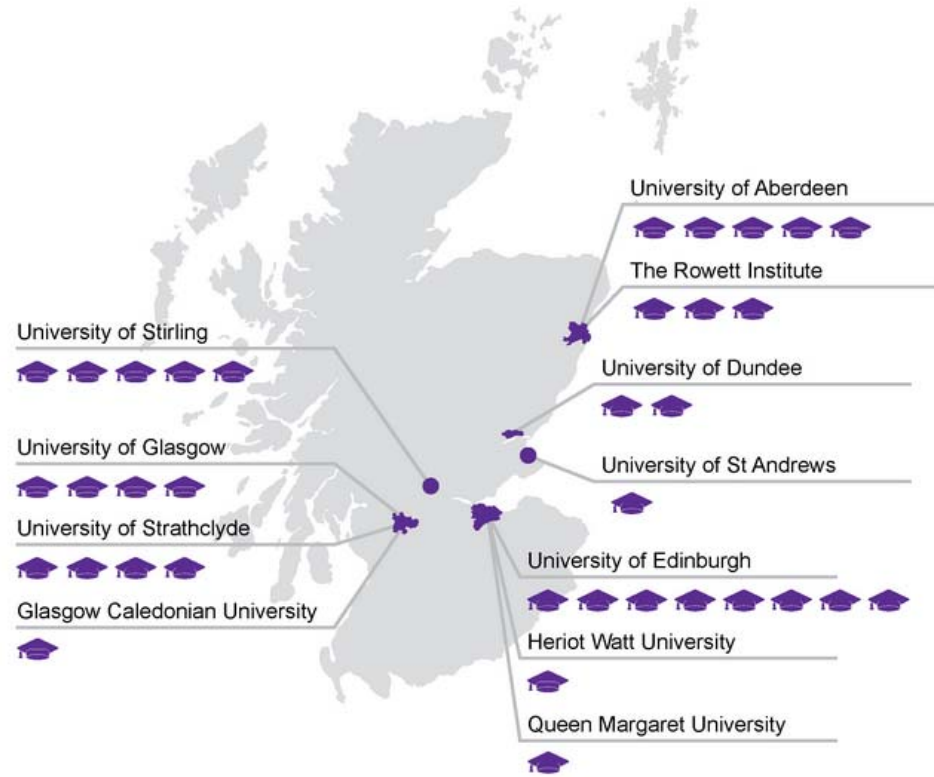 University of Aberdeen
The Rowett Institute
University of Stirling
University of Dundee
University of Glasgow
University of St Andrews
University of Strathclyde
University of Edinburgh
Glasgow Caledonian University
Heriot Watt University
Queen Margaret University